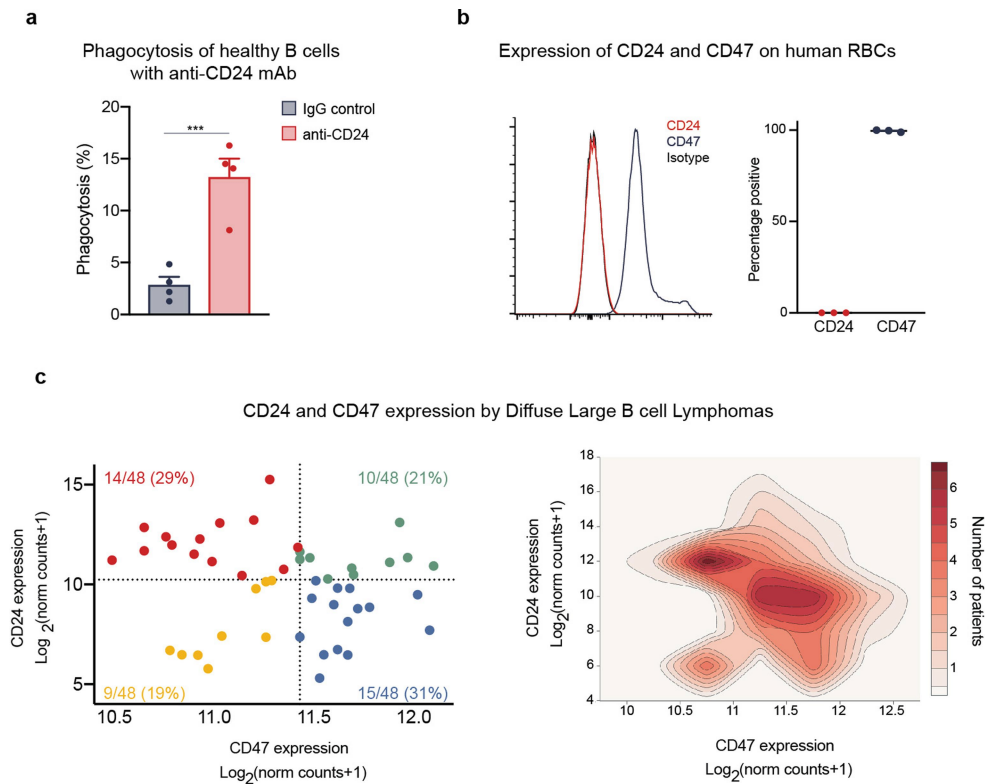 a
Phagocytosis of healthy B cells
with anti-CD24 mAb
IgG control
anti-CD24
***
Phagocytosis (%)
20
15
10
5
0
b
Expression of CD24 and CD47 on human RBCs
CD24
CD47
Isotype
Percentage positive
100
50
0
CD24 CD47
c
CD24 and CD47 expression by Diffuse Large B cell Lymphomas
14/48 (29%)
10/48 (21%)
9/48 (19%)
15/48 (31%)
CD24 expression
Log 2(norm counts+1)
15
10
5
10.5 11.0 11.5 12.0
CD47 expression
Log2(norm counts+1)
CD24 expression
Log2(norm counts+1)
18
16
14
12
10
8
6
4
10 10.5 11 11.5 12 12.5
CD47 expression
Log2(norm counts+1)
6
5
4
3
2
1
Number of patients